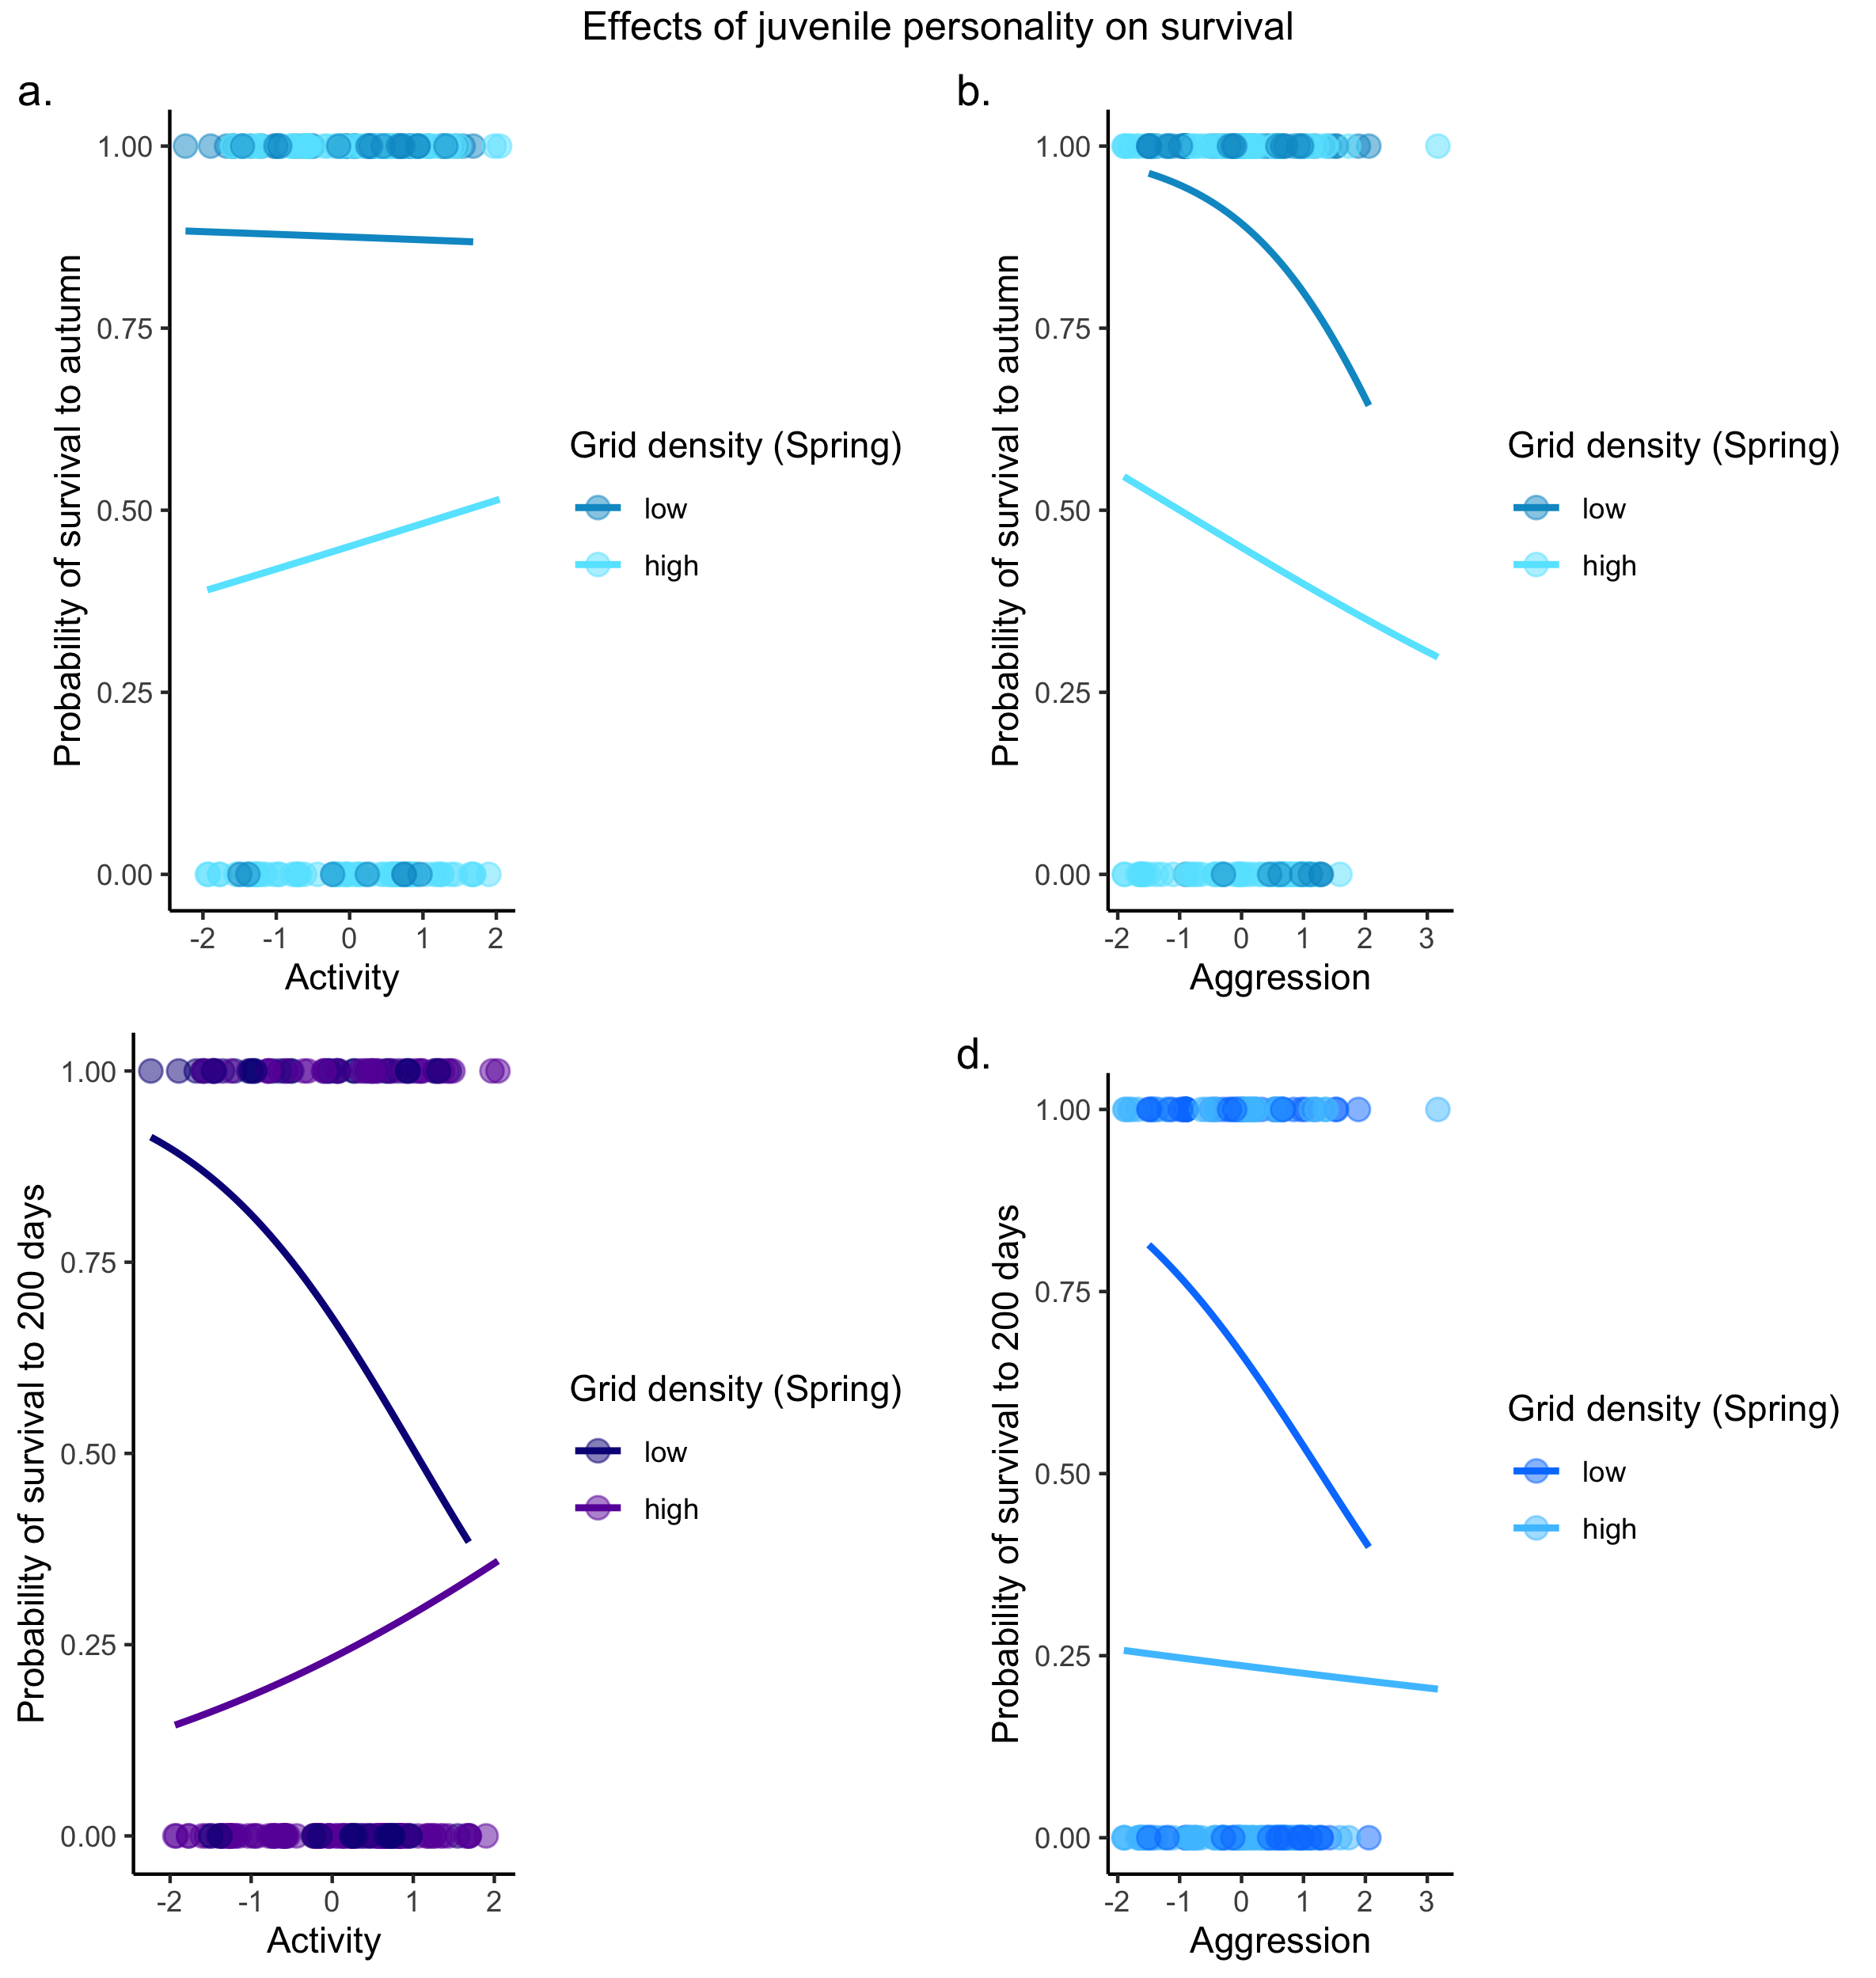 Effects of juvenile personality on survival
a.
Probability of survival to autumn
1.00
0.75
0.50
0.25
0.00
-2 -1 0 1 2
Activity
Grid density (Spring)
low
high
b.
Probability of survival to autumn
1.00
0.75
0.50
0.25
0.00
-2 -1 0 1 2 3
Aggression
Grid density (Spring)
low
high
Probability of survival to 200 days
1.00
0.75
0.50
0.25
0.00
-2 -1 0 1 2
Activity
Grid density (Spring)
low
high
d.
Probability of survival to 200 days
1.00
0.75
0.50
0.25
0.00
-2 -1 0 1 2 3
Aggression
Grid density (Spring)
low
high